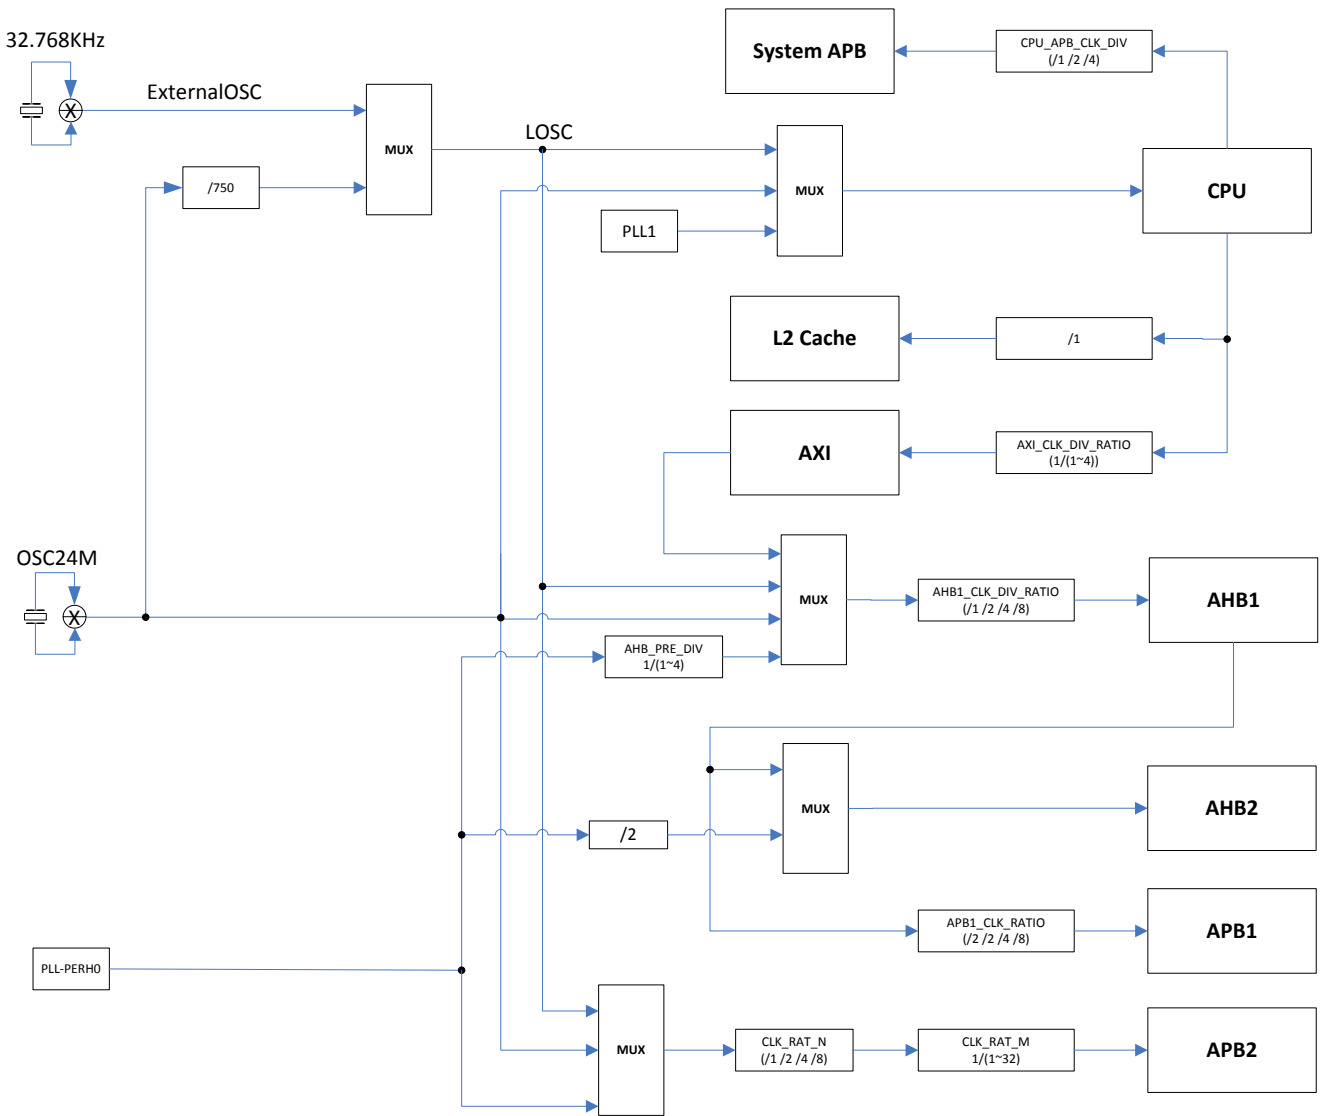 32.768KHz
System APB
CPU_APB_CLK_DIV
(/1 /2 /4)
ExternalOSC
MUX
LOSC
/750
MUX
CPU
PLL1
L2 Cache
/1
AXI
AXI_CLK_DIV_RATIO
(1/(1~4))
OSC24M
MUX
AHB1_CLK_DIV_RATIO
(/1 /2 /4 /8)
AHB1
AHB_PRE_DIV
1/(1~4)
MUX
AHB2
/2
APB1_CLK_RATIO
(/2 /2 /4 /8)
APB1
PLL-PERH0
MUX
CLK_RAT_N
(/1 /2 /4 /8)
CLK_RAT_M
1/(1~32)
APB2